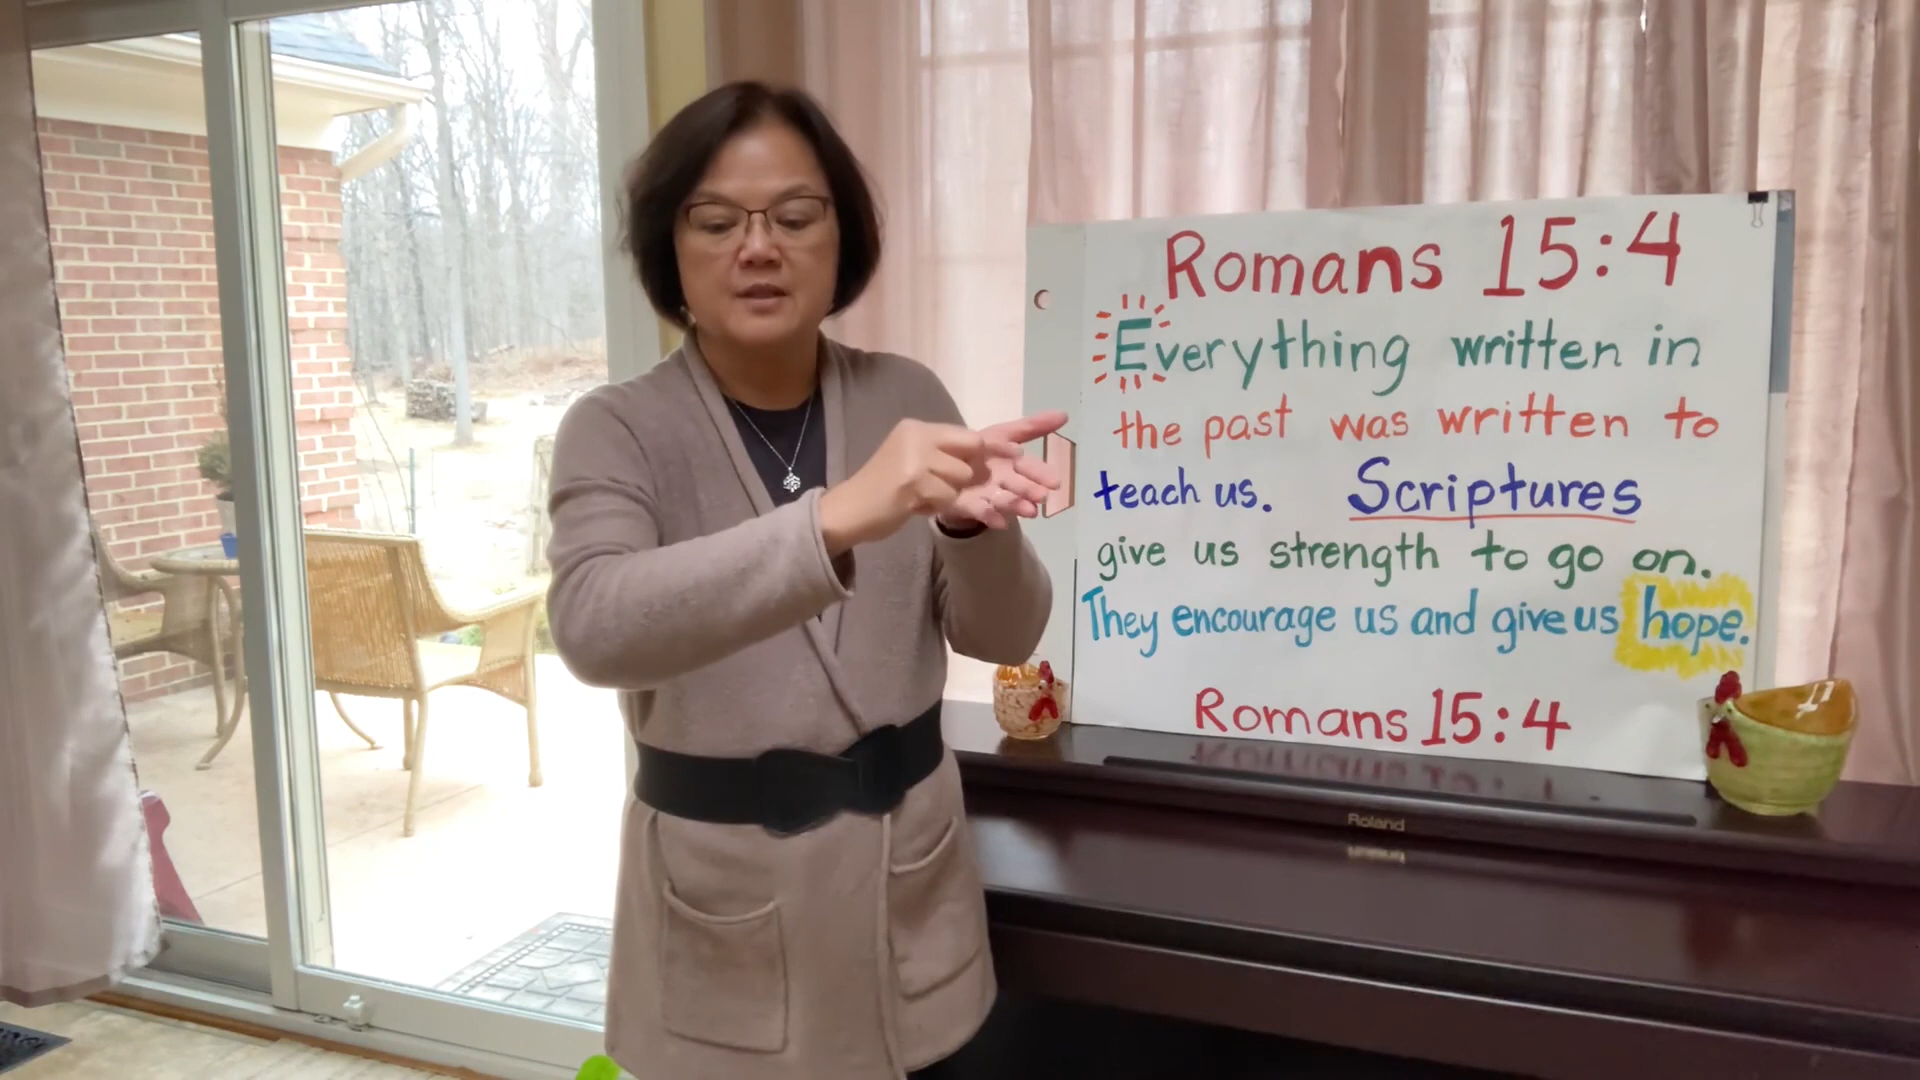 Romans 15:4
Everything written in
the past was written to
teach us. Scriptures
give us strength to go on.
They encourage us and give us hope.
Romans 15:4
Roland